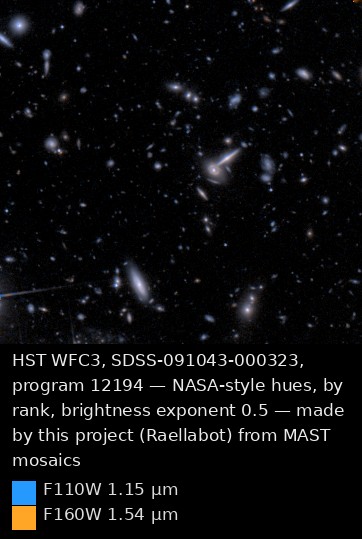 HST WFC3, SDSS-091043-000323,
program 12194 — NASA-style hues, by
rank, brightness exponent 0.5 — made
by this project (Raellabot) from MAST
mosaics
F110W 1.15 µm
F160W 1.54 µm